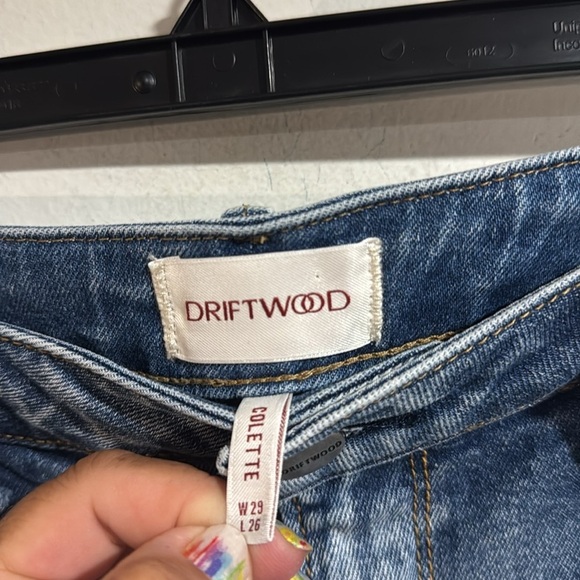 DRIFTWOOD
COLETTE
W 29
L 26
DRIFTWOOD